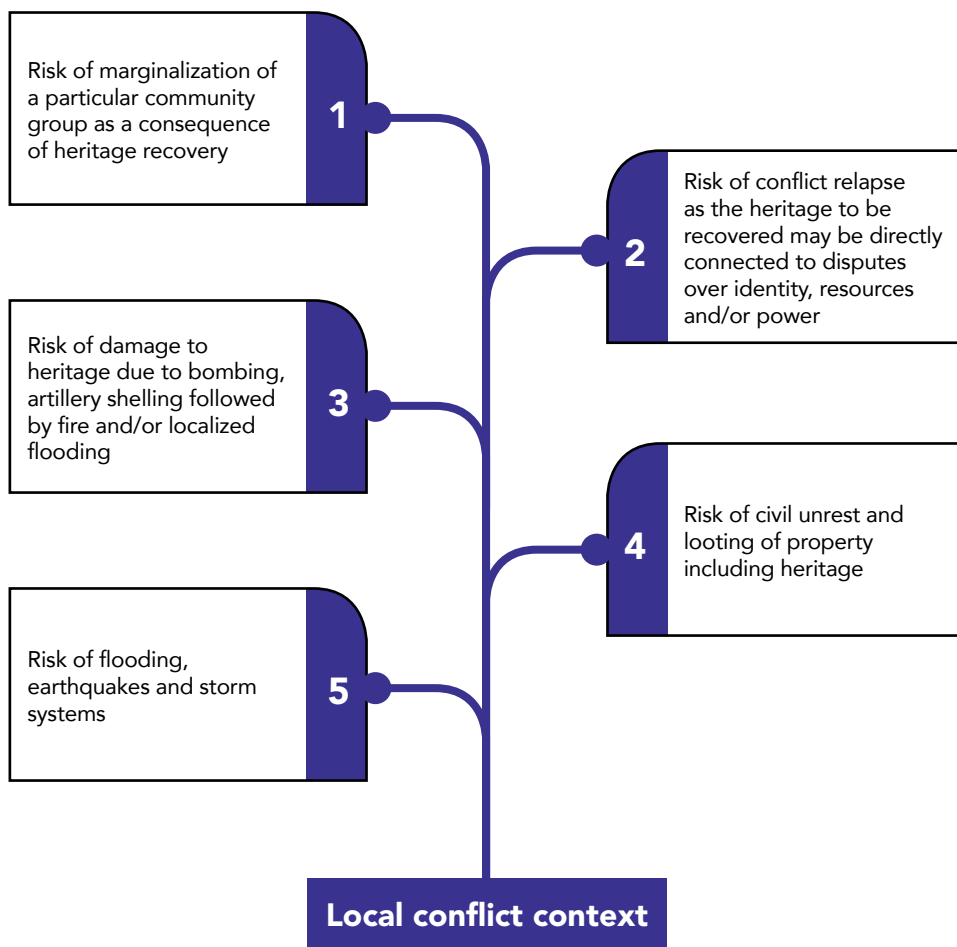 Risk of marginalization of
a particular community
group as a consequence
of heritage recovery
1
Risk of conflict relapse
as the heritage to be
recovered may be directly
connected to disputes
over identity, resources
and/or power
2
Risk of damage to
heritage due to bombing,
artillery shelling followed
by fire and/or localized
flooding
3
Risk of civil unrest and
looting of property
including heritage
4
Risk of flooding,
earthquakes and storm
systems
5
Local conflict context